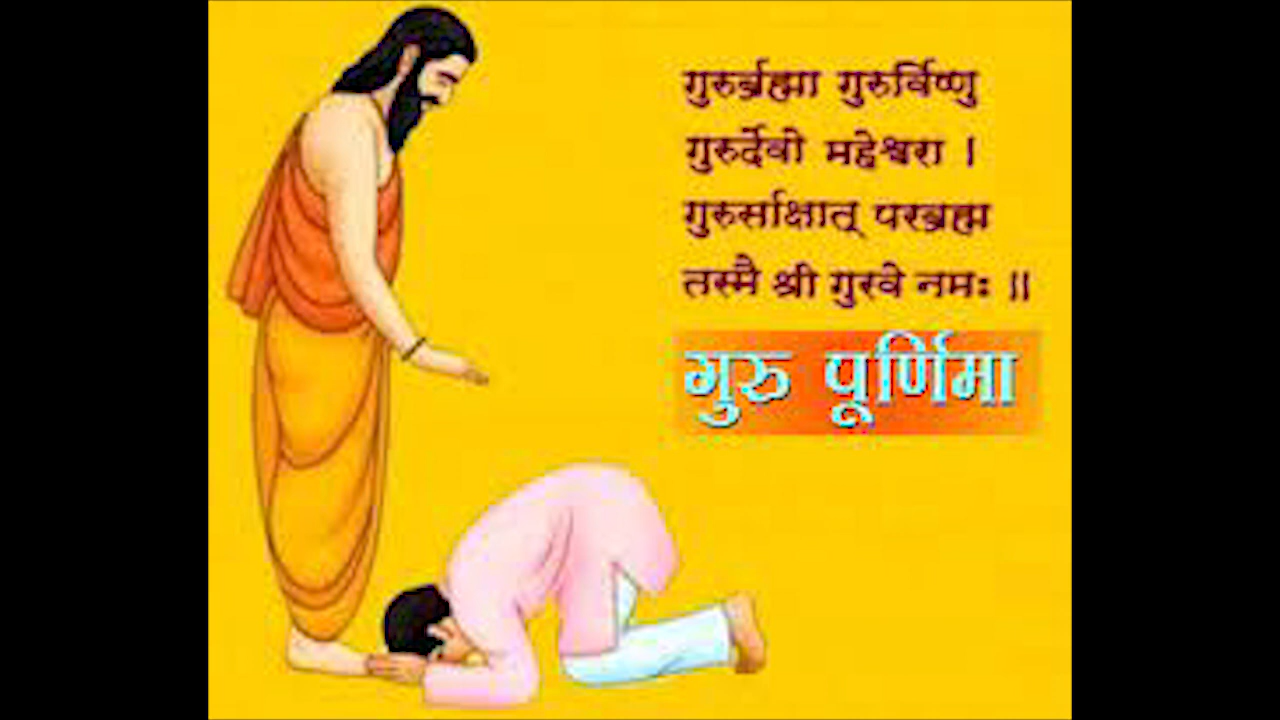 गुरुर्ब्रह्मा गुरुर्विष्णु
गुरुर्देवो महेश्वरा ।
गुरुर्साक्षात् परब्रह्म
तस्मै श्री गुरवे नमः ॥
गुरु पूर्णिमा